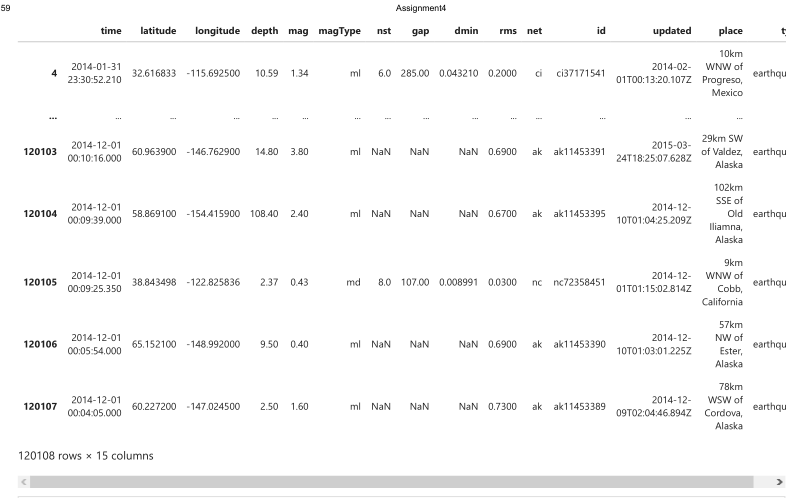 59 Assignment4
time latitude longitude depth mag magType nst gap dmin rms net id updated place ty
4 2014-01-31 23:30:52.210 32.616833 -115.692500 10.59 1.34 ml 6.0 285.00 0.043210 0.2000 ci ci37171541 2014-02-01T00:13:20.107Z 10km WNW of Progreso, Mexico earthqu
... ... ... ... ... ... ... ... ... ... ... ... ... ... ...
120103 2014-12-01 00:10:16.000 60.963900 -146.762900 14.80 3.80 ml NaN NaN NaN 0.6900 ak ak11453391 2015-03-24T18:25:07.628Z 29km SW of Valdez, Alaska earthqu
120104 2014-12-01 00:09:39.000 58.869100 -154.415900 108.40 2.40 ml NaN NaN NaN 0.6700 ak ak11453395 2014-12-10T01:04:25.209Z 102km SSE of Old Iliamna, Alaska earthqu
120105 2014-12-01 00:09:25.350 38.843498 -122.825836 2.37 0.43 md 8.0 107.00 0.008991 0.0300 nc nc72358451 2014-12-01T01:15:02.814Z 9km WNW of Cobb, California earthqu
120106 2014-12-01 00:05:54.000 65.152100 -148.992000 9.50 0.40 ml NaN NaN NaN 0.6900 ak ak11453390 2014-12-10T01:03:01.225Z 57km NW of Ester, Alaska earthqu
120107 2014-12-01 00:04:05.000 60.227200 -147.024500 2.50 1.60 ml NaN NaN NaN 0.7300 ak ak11453389 2014-12-09T02:04:46.894Z 78km WSW of Cordova, Alaska earthqu
120108 rows × 15 columns